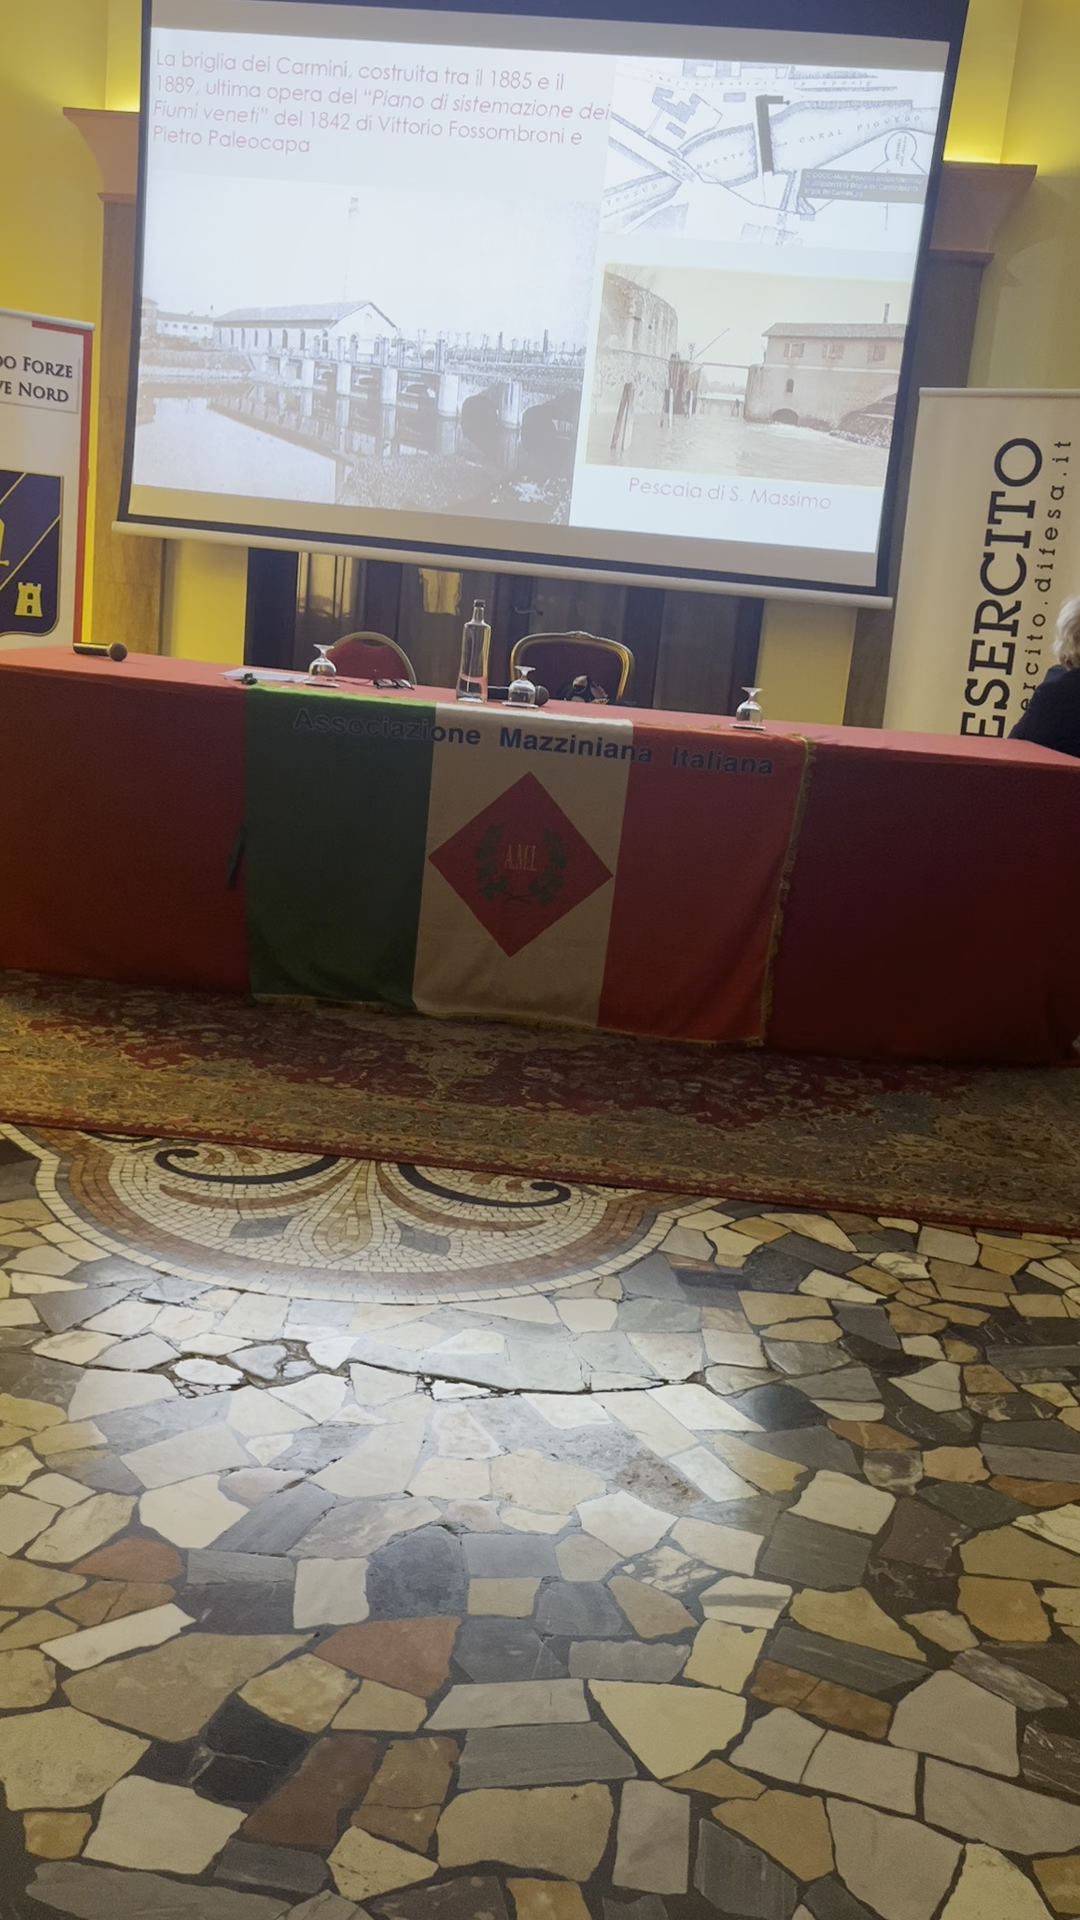 La briglia dei Carmini, costruita tra il 1885 e il
1889, ultima opera del "Piano di sistemazione dei
Fiumi veneti" del 1842 di Vittorio Fossombroni e
Pietro Paleocapa
CANAL PIOVEGO
Pescaia di S. Massimo
DO FORZE
VE NORD
ESERCITO
ercito.difesa.it
Associazione Mazziniana Italiana
A.M.I.